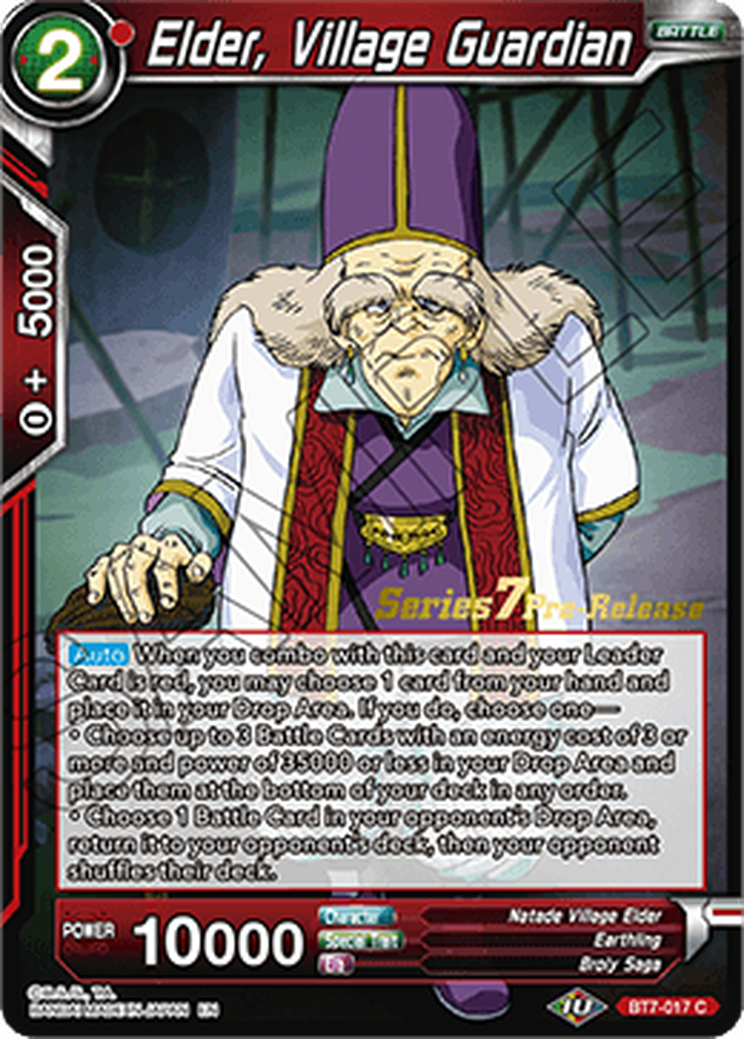 2
Elder, Village Guardian
BATTLE
0 + 5000
Series 7 Pre-Release
Auto When you combo with this card and your Leader
Card is red, you may choose 1 card from your hand and
place it in your Drop Area. If you do, choose one—
• Choose up to 3 Battle Cards with an energy cost of 3 or
more and power of 35000 or less in your Drop Area and
place them at the bottom of your deck in any order.
• Choose 1 Battle Card in your opponent's Drop Area,
return it to your opponent's deck, then your opponent
shuffles their deck.
POWER 10000
Character Natade Village Elder
Special Trait Earthling
Era Broly Saga
BANDAI MADE IN JAPAN EN
IU
BT7-017 C